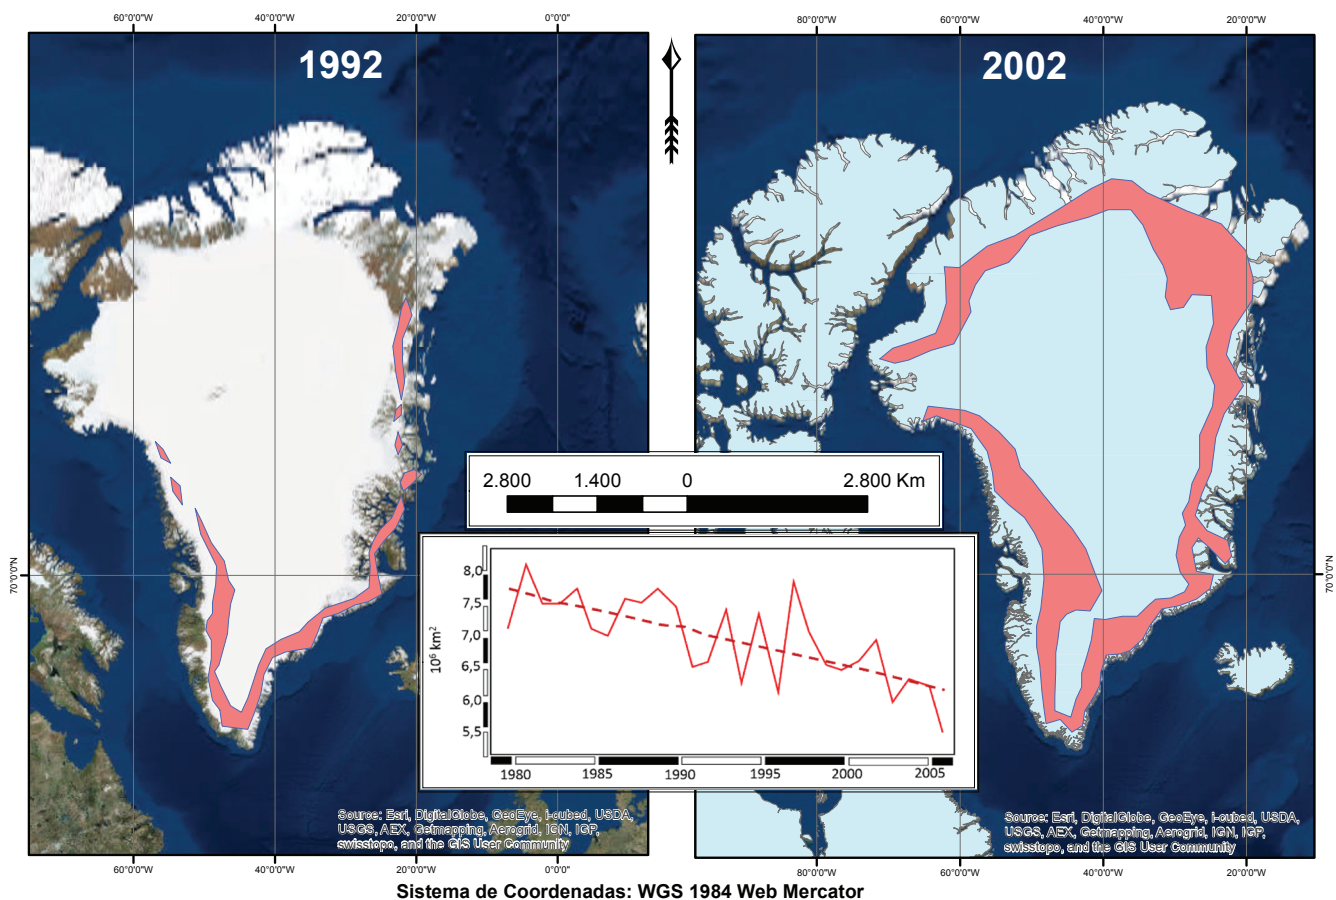 60°0'0"W 40°0'0"W 20°0'0"W 0°0'0"
80°0'0"W 60°0'0"W 40°0'0"W 20°0'0"W
1992
2002
2.800 1.400 0 2.800 Km
70°0'0"N
70°0'0"N
10⁶ km²
8,0
7,5
7,0
6,5
6,0
5,5
1980 1985 1990 1995 2000 2005
Source: Esri, DigitalGlobe, GeoEye, i-cubed, USDA,
USGS, AEX, Getmapping, Aerogrid, IGN, IGP,
swisstopo, and the GIS User Community
Source: Esri, DigitalGlobe, GeoEye, i-cubed, USDA,
USGS, AEX, Getmapping, Aerogrid, IGN, IGP,
swisstopo, and the GIS User Community
60°0'0"W 40°0'0"W 20°0'0"W 0°0'0"
80°0'0"W 60°0'0"W 40°0'0"W 20°0'0"W
Sistema de Coordenadas: WGS 1984 Web Mercator